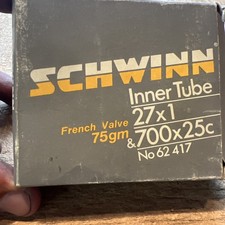 SCHWINN
Inner Tube
27x1
French Valve
75gm
& 700x25c
No 62 417